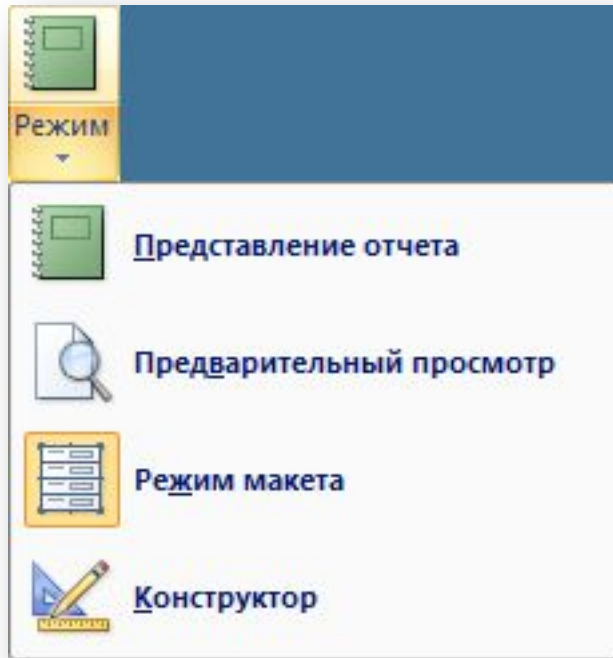 Режим
Представление отчета
Предварительный просмотр
Режим макета
Конструктор